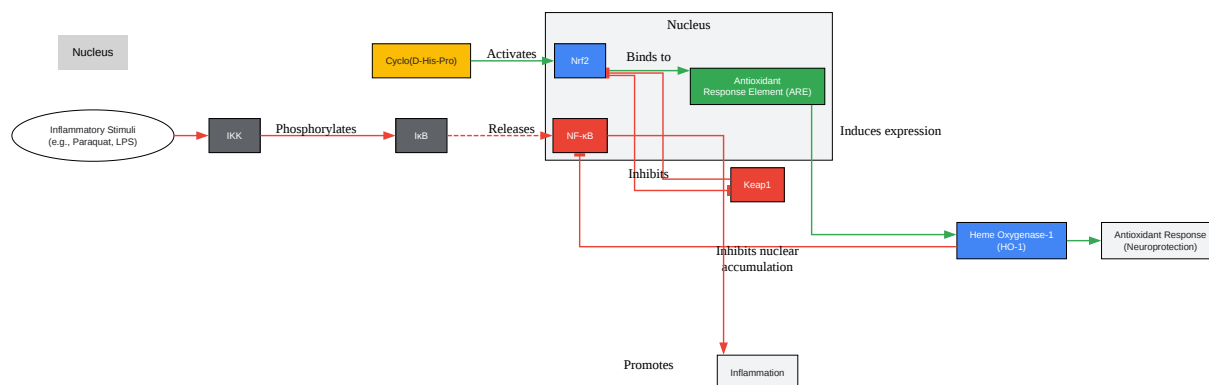 Nucleus
Nucleus
Cyclo(D-His-Pro)
Activates
Nrf2
Binds to
Antioxidant
Response Element (ARE)
Inflammatory Stimuli
(e.g., Paraquat, LPS)
IKK
Phosphorylates
IκB
Releases
NF-κB
Induces expression
Inhibits
Keap1
Heme Oxygenase-1
(HO-1)
Antioxidant Response
(Neuroprotection)
Inhibits nuclear
accumulation
Promotes
Inflammation